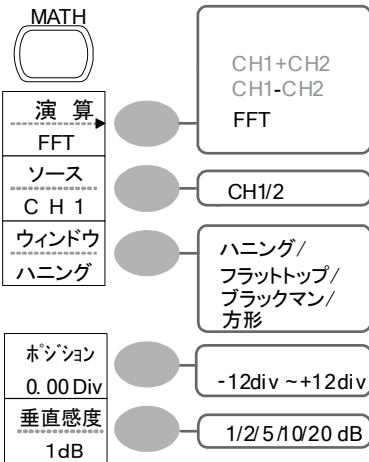 MATH
演 算
FFT
CH1+CH2
CH1-CH2
FFT
ソース
CH1
CH1/2
ウィンドウ
ハニング
ハニング/
フラットトップ/
ブラックマン/
方形
ﾎﾟｼﾞｼｮﾝ
0.00 Div
-12div ~+12div
垂直感度
1dB
1/2/5/10/20 dB